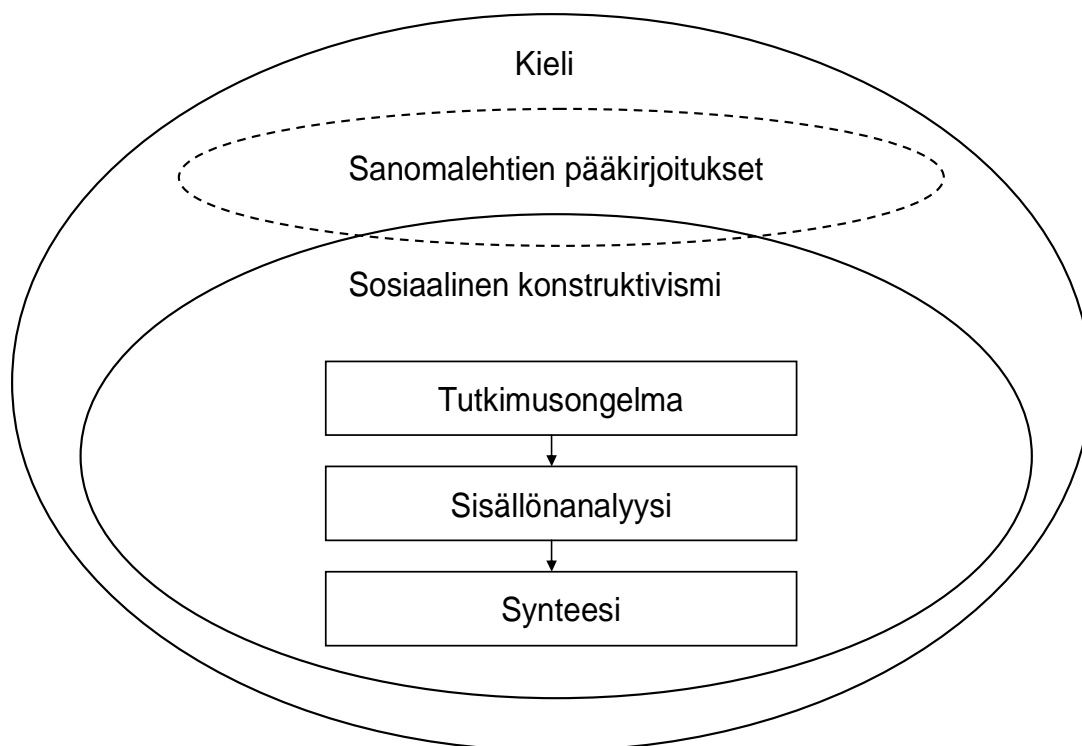 Kieli
Sanomalehtien pääkirjoitukset
Sosiaalinen konstruktivismi
Tutkimusongelma
Sisällönanalyysi
Synteesi